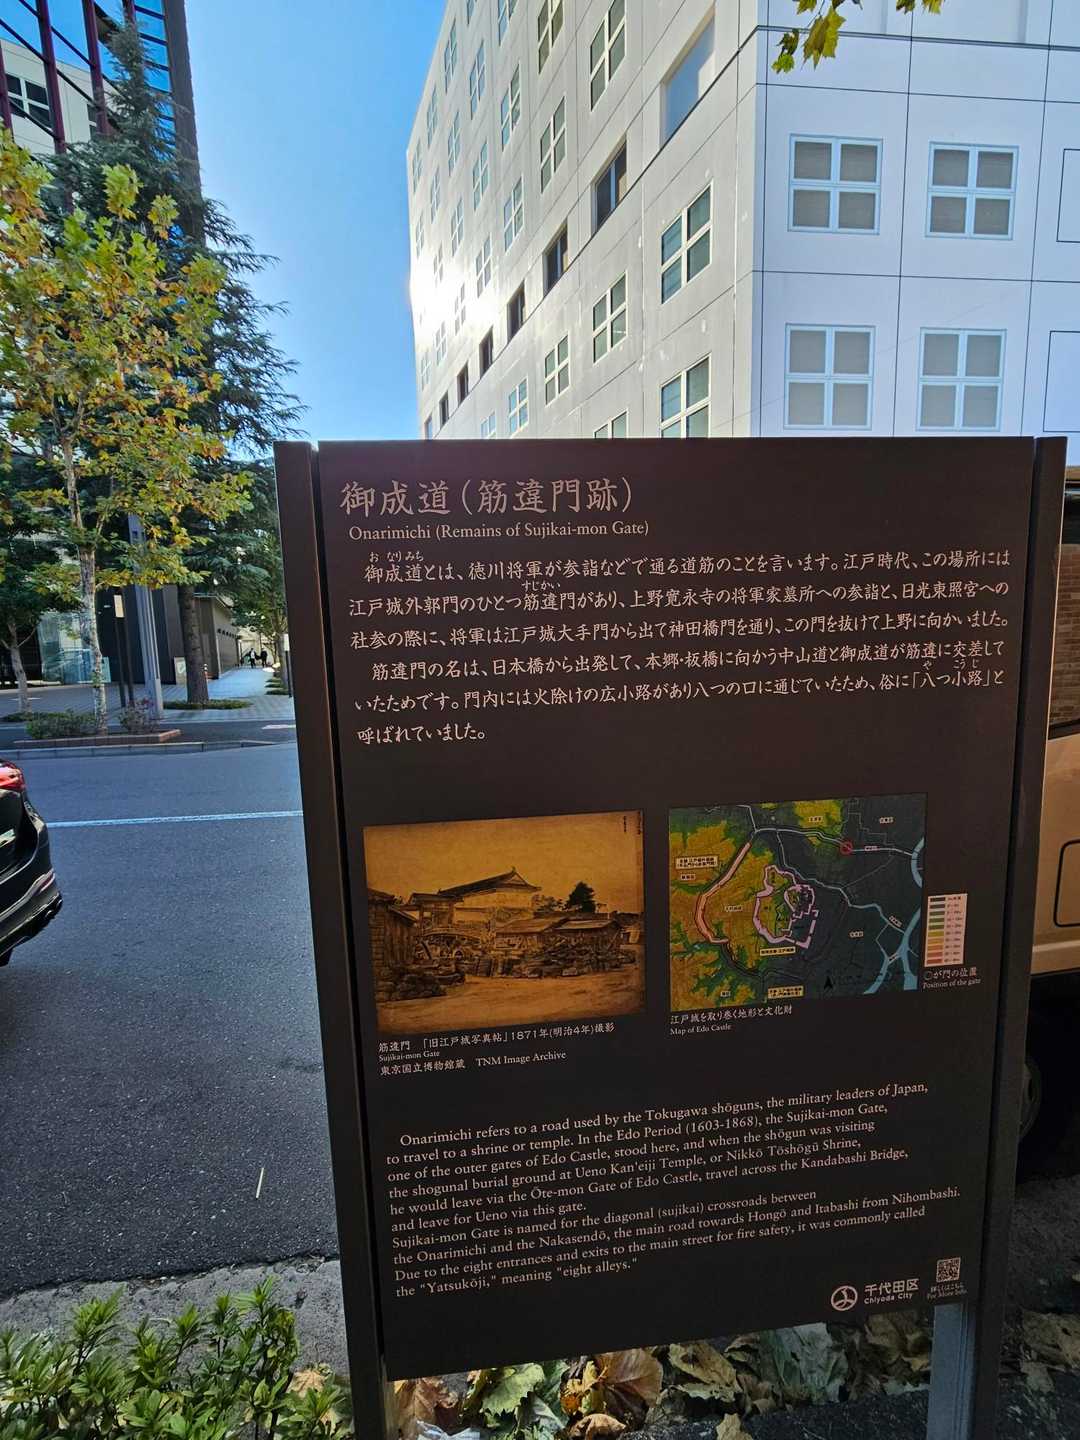 御成道（筋違門跡）
Onarimichi (Remains of Sujikai-mon Gate)
お なりみち
御成道とは、徳川将軍が参詣などで通る道筋のことを言います。江戸時代、この場所には
すじかい
江戸城外郭門のひとつ筋違門があり、上野寛永寺の将軍家墓所への参詣と、日光東照宮への
社参の際に、将軍は江戸城大手門から出て神田橋門を通り、この門を抜けて上野に向かいました。
筋違門の名は、日本橋から出発して、本郷・板橋に向かう中山道と御成道が筋違に交差して
や こうじ
いたためです。門内には火除けの広小路があり八つの口に通じていたため、俗に「八つ小路」と
呼ばれていました。
筋違門 「旧江戸城写真帖」1871年(明治4年)撮影
Sujikai-mon Gate
東京国立博物館蔵 TNM Image Archive
〇が門の位置
Position of the gate
江戸城を取り巻く地形と文化財
Map of Edo Castle
Onarimichi refers to a road used by the Tokugawa shōguns, the military leaders of Japan,
to travel to a shrine or temple. In the Edo Period (1603-1868), the Sujikai-mon Gate,
one of the outer gates of Edo Castle, stood here, and when the shōgun was visiting
the shogunal burial ground at Ueno Kan'eiji Temple, or Nikkō Tōshōgū Shrine,
he would leave via the Ōte-mon Gate of Edo Castle, travel across the Kandabashi Bridge,
and leave for Ueno via this gate.
Sujikai-mon Gate is named for the diagonal (sujikai) crossroads between
the Onarimichi and the Nakasendō, the main road towards Hongō and Itabashi from Nihombashi.
Due to the eight entrances and exits to the main street for fire safety, it was commonly called
the "Yatsukōji," meaning "eight alleys."
千代田区
Chiyoda City
詳しくはこちら
For More Info